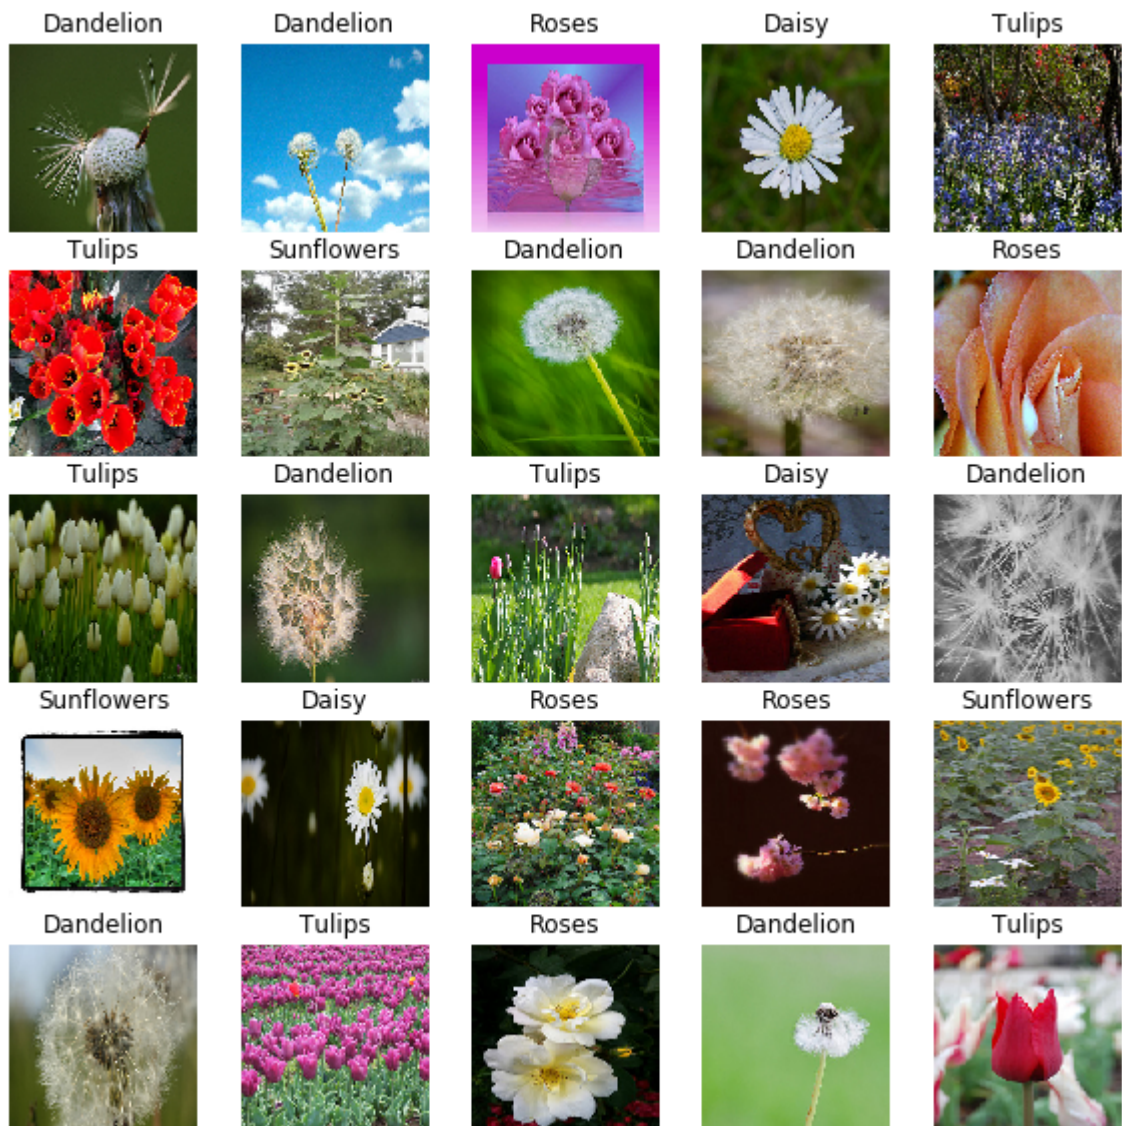 Dandelion Dandelion Roses Daisy Tulips
Tulips Sunflowers Dandelion Dandelion Roses
Tulips Dandelion Tulips Daisy Dandelion
Sunflowers Daisy Roses Roses Sunflowers
Dandelion Tulips Roses Dandelion Tulips